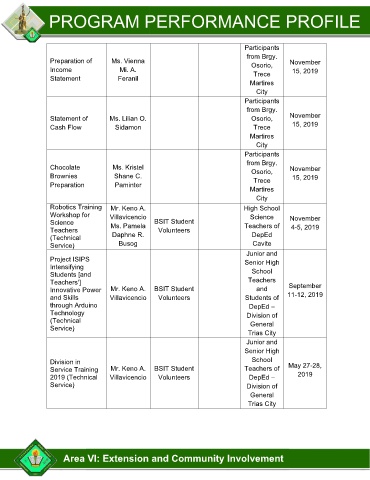 PROGRAM PERFORMANCE PROFILE
Preparation of
Income
Statement
Ms. Vienna
Mi. A.
Feranil
Participants
from Brgy.
Osorio,
Trece
Martires
City
November
15, 2019
Statement of
Cash Flow
Ms. Lilian O.
Sidamon
Participants
from Brgy.
Osorio,
Trece
Martires
City
November
15, 2019
Chocolate
Brownies
Preparation
Ms. Kristel
Shane C.
Paminter
Participants
from Brgy.
Osorio,
Trece
Martires
City
November
15, 2019
Robotics Training
Workshop for
Science
Teachers
(Technical
Service)
Mr. Keno A.
Villavicencio
Ms. Pamela
Daphne R.
Busog
BSIT Student
Volunteers
High School
Science
Teachers of
DepEd
Cavite
November
4-5, 2019
Project ISIPS
Intensifying
Students [and
Teachers']
Innovative Power
and Skills
through Arduino
Technology
(Technical
Service)
Mr. Keno A.
Villavicencio
BSIT Student
Volunteers
Junior and
Senior High
School
Teachers
and
Students of
DepEd –
Division of
General
Trias City
September
11-12, 2019
Division in
Service Training
2019 (Technical
Service)
Mr. Keno A.
Villavicencio
BSIT Student
Volunteers
Junior and
Senior High
School
Teachers of
DepEd –
Division of
General
Trias City
May 27-28,
2019
Area VI: Extension and Community Involvement